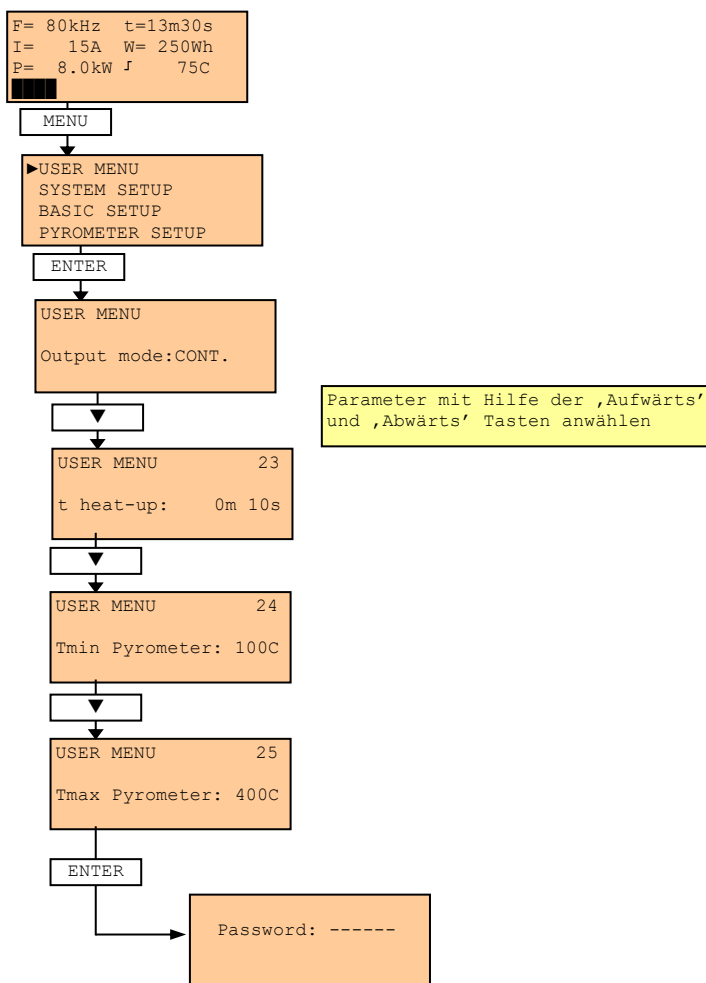 F= 80kHz t=13m30s
I= 15A W= 250Wh
P= 8.0kW 75C
MENU
►USER MENU
SYSTEM SETUP
BASIC SETUP
PYROMETER SETUP
ENTER
USER MENU
Output mode:CONT.
▼
Parameter mit Hilfe der ‚Aufwärts’
und ‚Abwärts’ Tasten anwählen
USER MENU 23
t heat-up: 0m 10s
▼
USER MENU 24
Tmin Pyrometer: 100C
▼
USER MENU 25
Tmax Pyrometer: 400C
ENTER
Password: ------